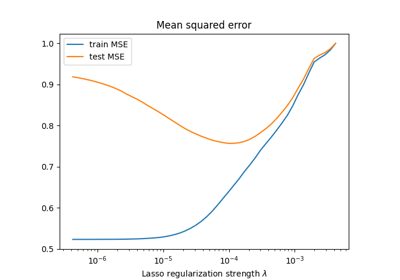 Mean squared error
train MSE
test MSE
1.0
0.9
0.8
0.7
0.6
0.5
10⁻⁶
10⁻⁵
10⁻⁴
10⁻³
Lasso regularization strength λ